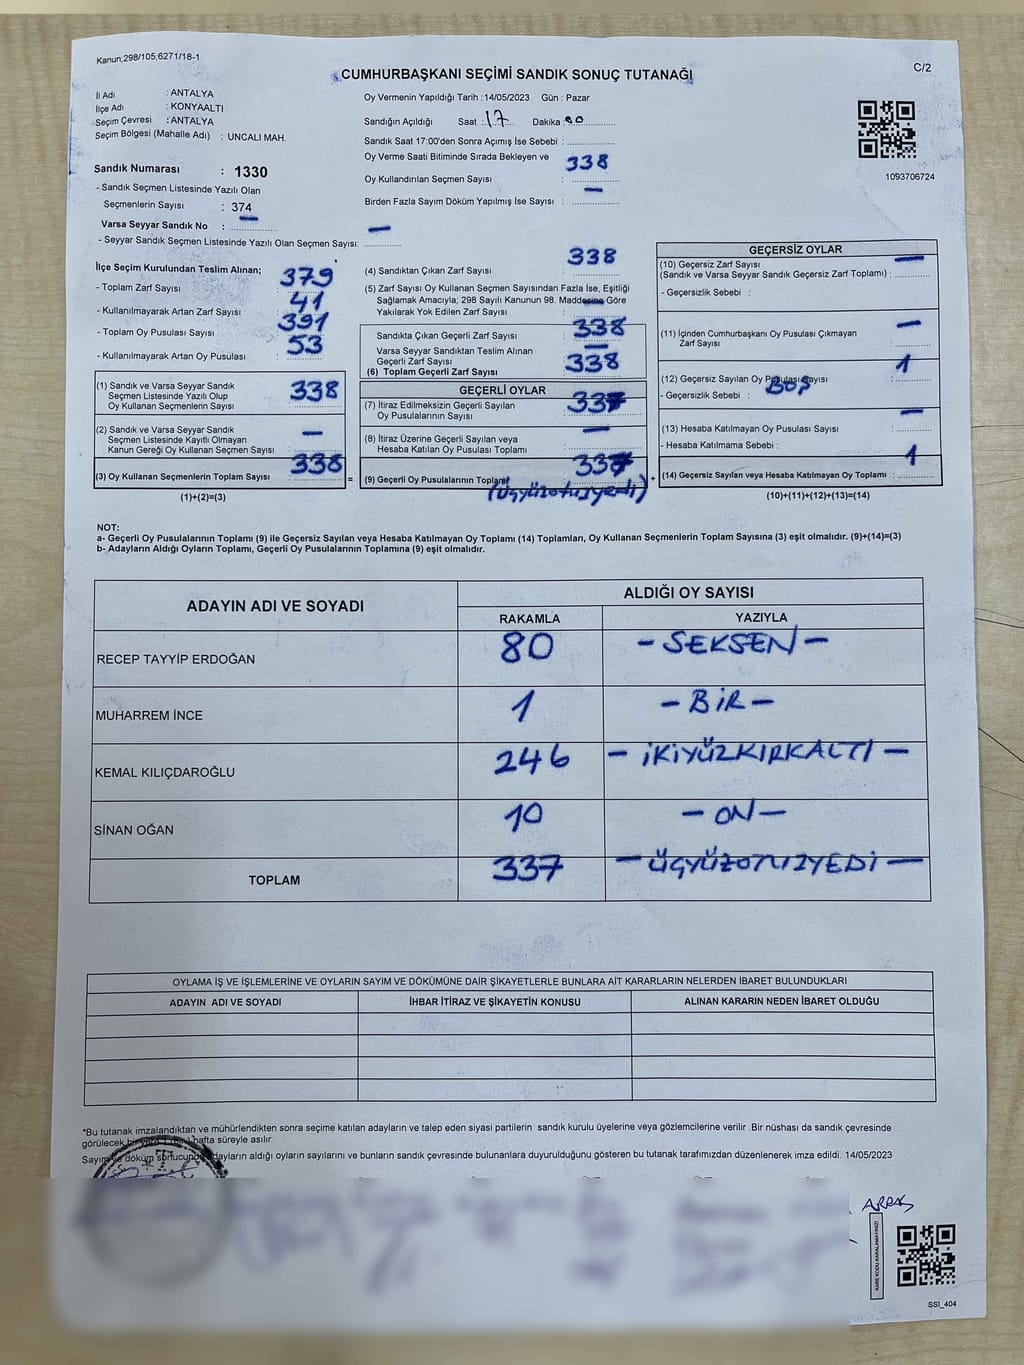 Kanun,298/105;6271/18-1
CUMHURBAŞKANI SEÇİMİ SANDIK SONUÇ TUTANAĞI
C/2
İl Adı : ANTALYA
İlçe Adı : KONYAALTI
Seçim Çevresi : ANTALYA
Seçim Bölgesi (Mahalle Adı) : UNCALI MAH.
Oy Vermenin Yapıldığı Tarih :14/05/2023 Gün : Pazar
Sandığın Açıldığı Saat : 17 Dakika :
Sandık Saat 17:00'den Sonra Açımış İse Sebebi :
Oy Verme Saati Bitiminde Sırada Bekleyen ve
Oy Kullandırılan Seçmen Sayısı : 338
Birden Fazla Sayım Döküm Yapılmış İse Sayısı : —
1093706724
Sandık Numarası : 1330
- Sandık Seçmen Listesinde Yazılı Olan
Seçmenlerin Sayısı : 374
Varsa Seyyar Sandık No : —
- Seyyar Sandık Seçmen Listesinde Yazılı Olan Seçmen Sayısı: —
İlçe Seçim Kurulundan Teslim Alınan;
- Toplam Zarf Sayısı : 379
- Kullanılmayarak Artan Zarf Sayısı : 41
- Toplam Oy Pusulası Sayısı : 391
- Kullanılmayarak Artan Oy Pusulası : 53
(1) Sandık ve Varsa Seyyar Sandık
Seçmen Listesinde Yazılı Olup
Oy Kullanan Seçmenlerin Sayısı : 338
(2) Sandık ve Varsa Seyyar Sandık
Seçmen Listesinde Kayıtlı Olmayan
Kanun Gereği Oy Kullanan Seçmen Sayısı : —
(3) Oy Kullanan Seçmenlerin Toplam Sayısı : 338
(1)+(2)=(3)
(4) Sandıktan Çıkan Zarf Sayısı : 338
(5) Zarf Sayısı Oy Kullanan Seçmen Sayısından Fazla İse, Eşitliği
Sağlamak Amacıyla; 298 Sayılı Kanunun 98. Maddesine Göre
Yakılarak Yok Edilen Zarf Sayısı : —
Sandıkta Çıkan Geçerli Zarf Sayısı : 338
Varsa Seyyar Sandıktan Teslim Alınan
Geçerli Zarf Sayısı : —
(6) Toplam Geçerli Zarf Sayısı : 338
GEÇERLİ OYLAR
(7) İtiraz Edilmeksizin Geçerli Sayılan
Oy Pusulalarının Sayısı : 337
(8) İtiraz Üzerine Geçerli Sayılan veya
Hesaba Katılan Oy Pusulası Toplamı : —
= (9) Geçerli Oy Pusulalarının Toplamı : 337 +
(üçyüzotuzyedi)
GEÇERSİZ OYLAR
(10) Geçersiz Zarf Sayısı
(Sandık ve Varsa Seyyar Sandık Geçersiz Zarf Toplamı) : —
- Geçersizlik Sebebi :
(11) İçinden Cumhurbaşkanı Oy Pusulası Çıkmayan
Zarf Sayısı : —
(12) Geçersiz Sayılan Oy Pusulası Sayısı : 1
- Geçersizlik Sebebi : BOŞ
(13) Hesaba Katılmayan Oy Pusulası Sayısı : —
- Hesaba Katılmama Sebebi :
(14) Geçersiz Sayılan veya Hesaba Katılmayan Oy Toplamı : 1
(10)+(11)+(12)+(13)=(14)
NOT:
a- Geçerli Oy Pusulalarının Toplamı (9) ile Geçersiz Sayılan veya Hesaba Katılmayan Oy Toplamı (14) Toplamları, Oy Kullanan Seçmenlerin Toplam Sayısına (3) eşit olmalıdır. (9)+(14)=(3)
b- Adayların Aldığı Oyların Toplamı, Geçerli Oy Pusulalarının Toplamına (9) eşit olmalıdır.
ADAYIN ADI VE SOYADI ALDIĞI OY SAYISI
RAKAMLA YAZIYLA
RECEP TAYYİP ERDOĞAN 80 — SEKSEN —
MUHARREM İNCE 1 — BİR —
KEMAL KILIÇDAROĞLU 246 — İKİYÜZKIRKALTI —
SİNAN OĞAN 10 — ON —
TOPLAM 337 — ÜÇYÜZOTUZYEDİ —
OYLAMA İŞ VE İŞLEMLERİNE VE OYLARIN SAYIM VE DÖKÜMÜNE DAİR ŞİKAYETLERLE BUNLARA AİT KARARLARIN NELERDEN İBARET BULUNDUKLARI
ADAYIN ADI VE SOYADI İHBAR İTİRAZ VE ŞİKAYETİN KONUSU ALINAN KARARIN NEDEN İBARET OLDUĞU
*Bu tutanak imzalandıktan ve mühürlendikten sonra seçime katılan adayların ve talep eden siyasi partilerin sandık kurulu üyelerine veya gözlemcilerine verilir .Bir nüshası da sandık çevresinde
görülecek bir yere 1 hafta süreyle asılır.
Sayım ve döküm sonucunda adayların aldığı oyların sayılarını ve bunların sandık çevresinde bulunanlara duyurulduğunu gösteren bu tutanak tarafımızdan düzenlenerek imza edildi. 14/05/2023
KARE KODU KARALAMAYINIZ!
SSI_404